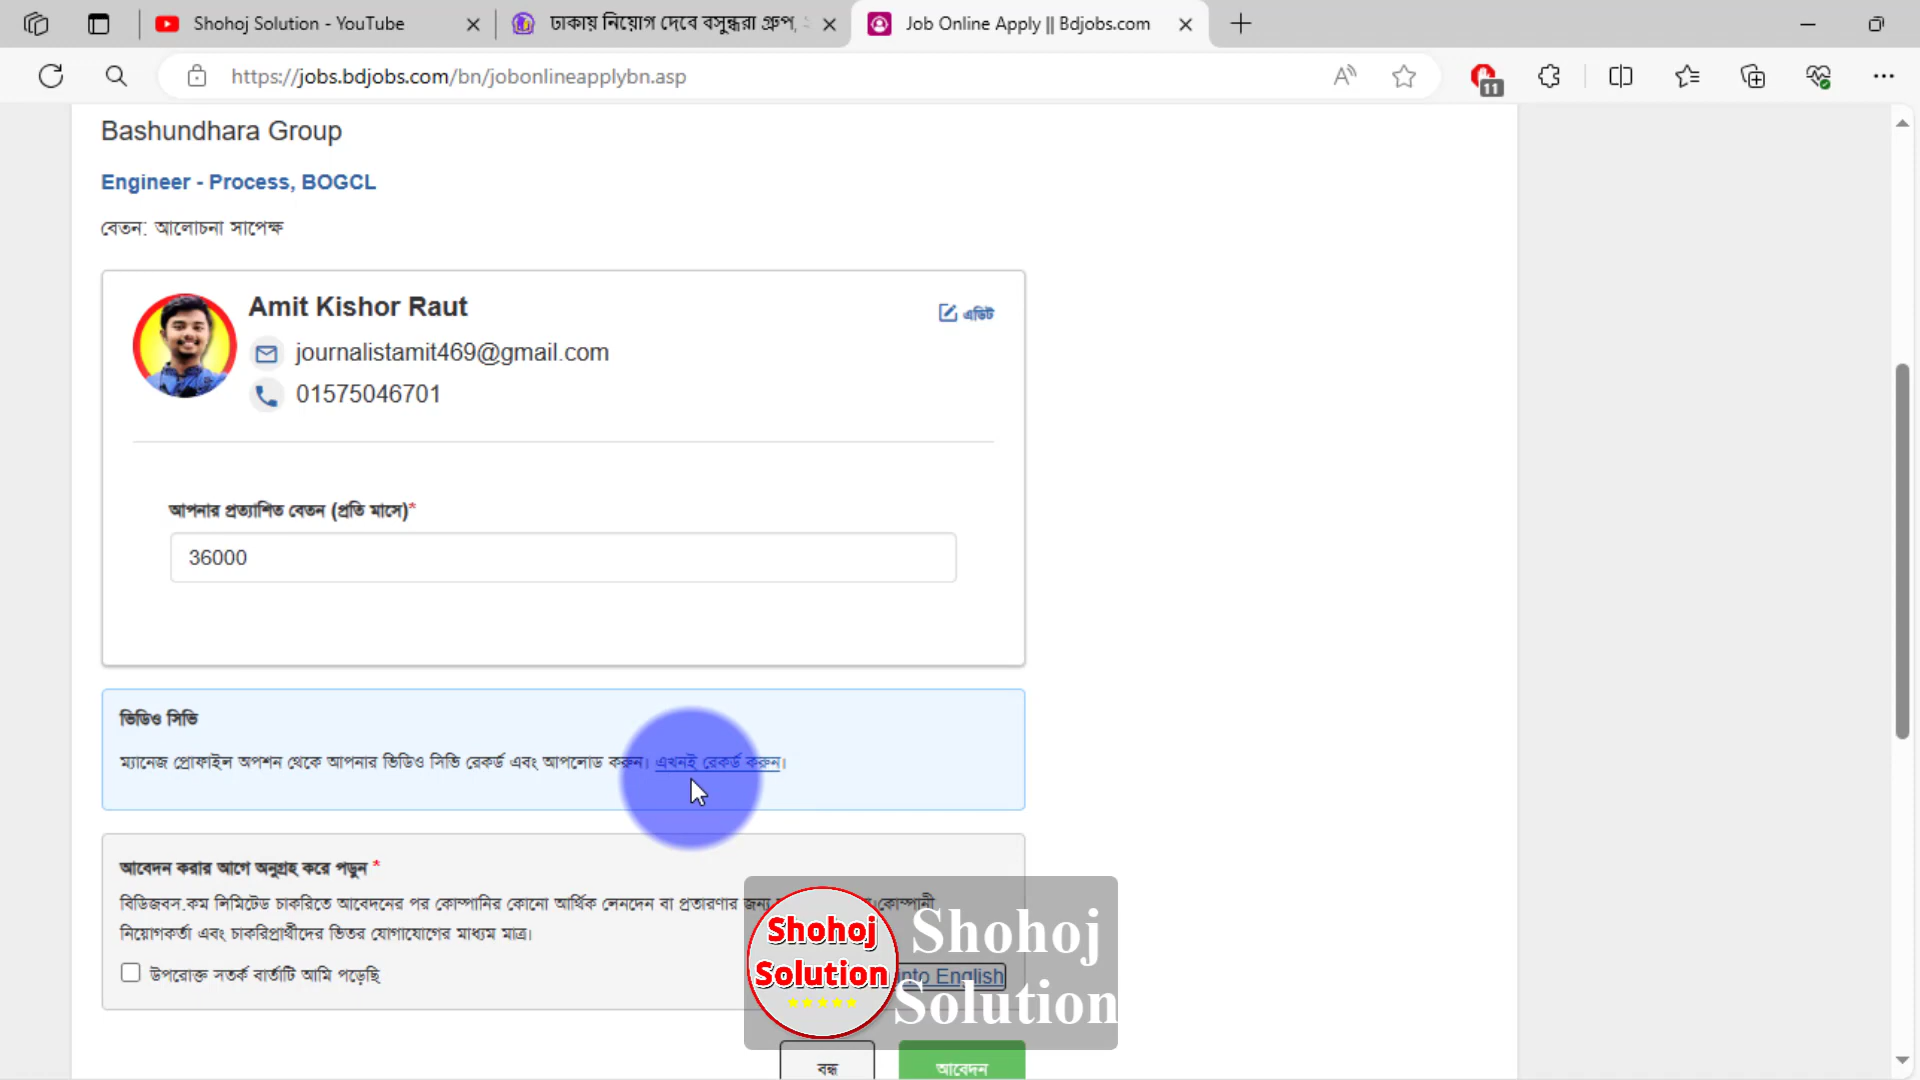 Shohoj Solution - YouTube
ঢাকায় নিয়োগ দেবে বসুন্ধরা গ্রুপ,
Job Online Apply || Bdjobs.com
https://jobs.bdjobs.com/bn/jobonlineapplybn.asp
11
Bashundhara Group
Engineer - Process, BOGCL
বেতন: আলোচনা সাপেক্ষ
Amit Kishor Raut
এডিট
journalistamit469@gmail.com
01575046701
আপনার প্রত্যাশিত বেতন (প্রতি মাসে)*
36000
ভিডিও সিভি
ম্যানেজ প্রোফাইল অপশন থেকে আপনার ভিডিও সিভি রেকর্ড এবং আপলোড করুন। এখনই রেকর্ড করুন।
আবেদন করার আগে অনুগ্রহ করে পড়ুন *
বিডিজবস.কম লিমিটেড চাকরিতে আবেদনের পর কোম্পানির কোনো আর্থিক লেনদেন বা প্রতারণার জন্য কোম্পানী
নিয়োগকর্তা এবং চাকরিপ্রার্থীদের ভিতর যোগাযোগের মাধ্যম মাত্র।
উপরোক্ত সতর্ক বার্তাটি আমি পড়েছি
into English
Shohoj
Solution
Shohoj
Solution
বন্ধ
আবেদন